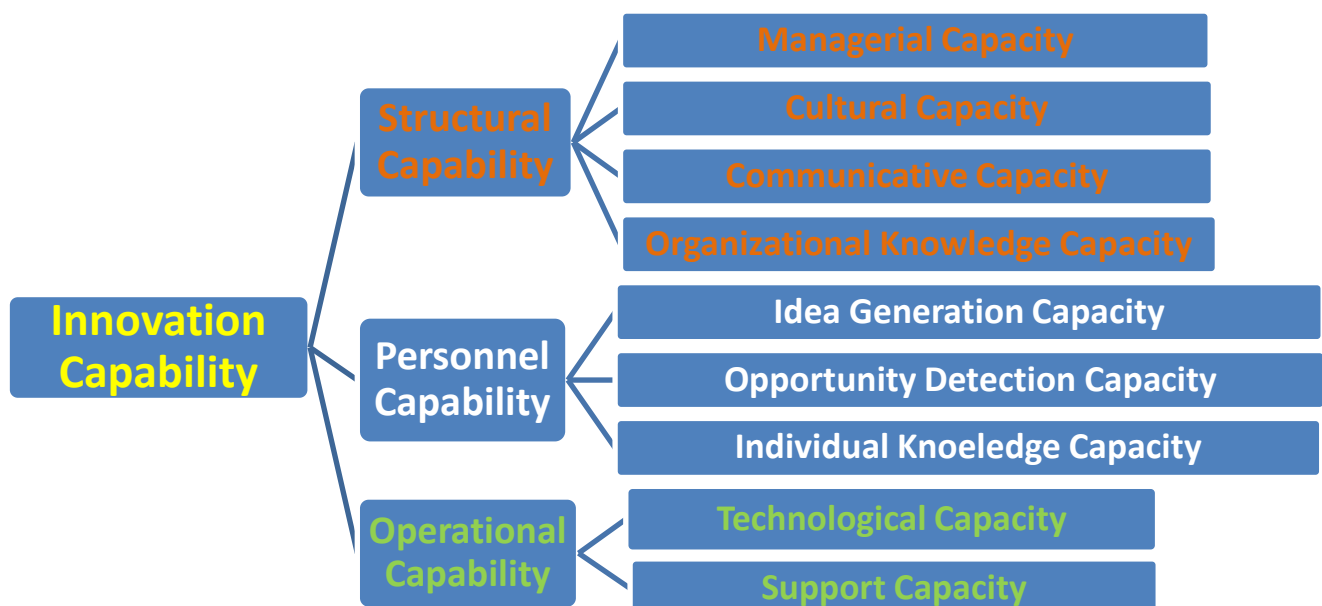 Innovation
Capability
Structural
Capability
Managerial Capacity
Cultural Capacity
Communicative Capacity
Organizational Knowledge Capacity
Personnel
Capability
Idea Generation Capacity
Opportunity Detection Capacity
Individual Knoeledge Capacity
Operational
Capability
Technological Capacity
Support Capacity